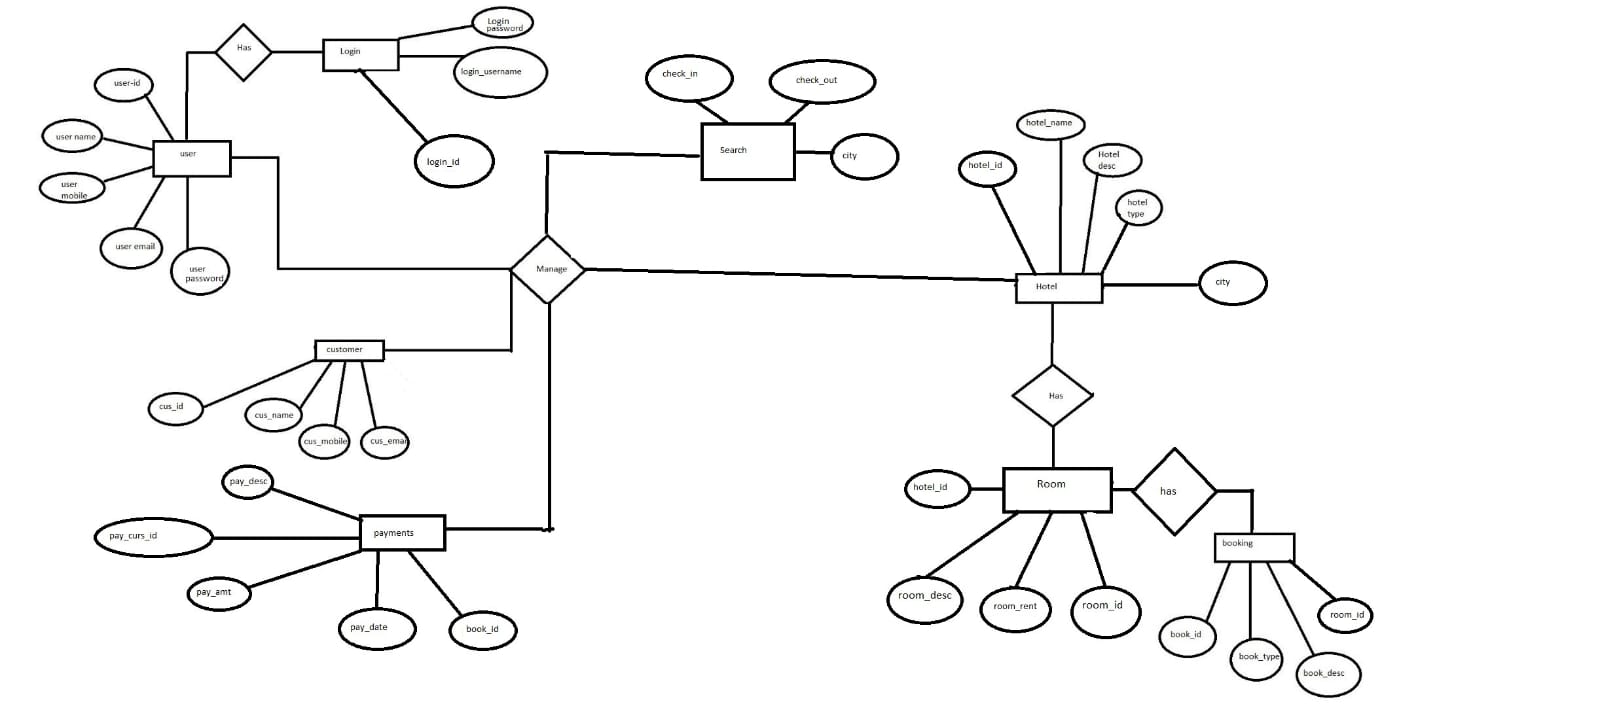 Has
Login
Login
password
login_username
login_id
user-id
user name
user
mobile
user email
user
password
user
check_in
check_out
Search
city
hotel_name
hotel_id
Hotel
desc
hotel
type
Hotel
city
Manage
customer
cus_id
cus_name
cus_mobile
cus_emai
pay_desc
pay_curs_id
payments
pay_amt
pay_date
book_id
Has
hotel_id
Room
has
room_desc
room_rent
room_id
booking
book_id
book_type
book_desc
room_id